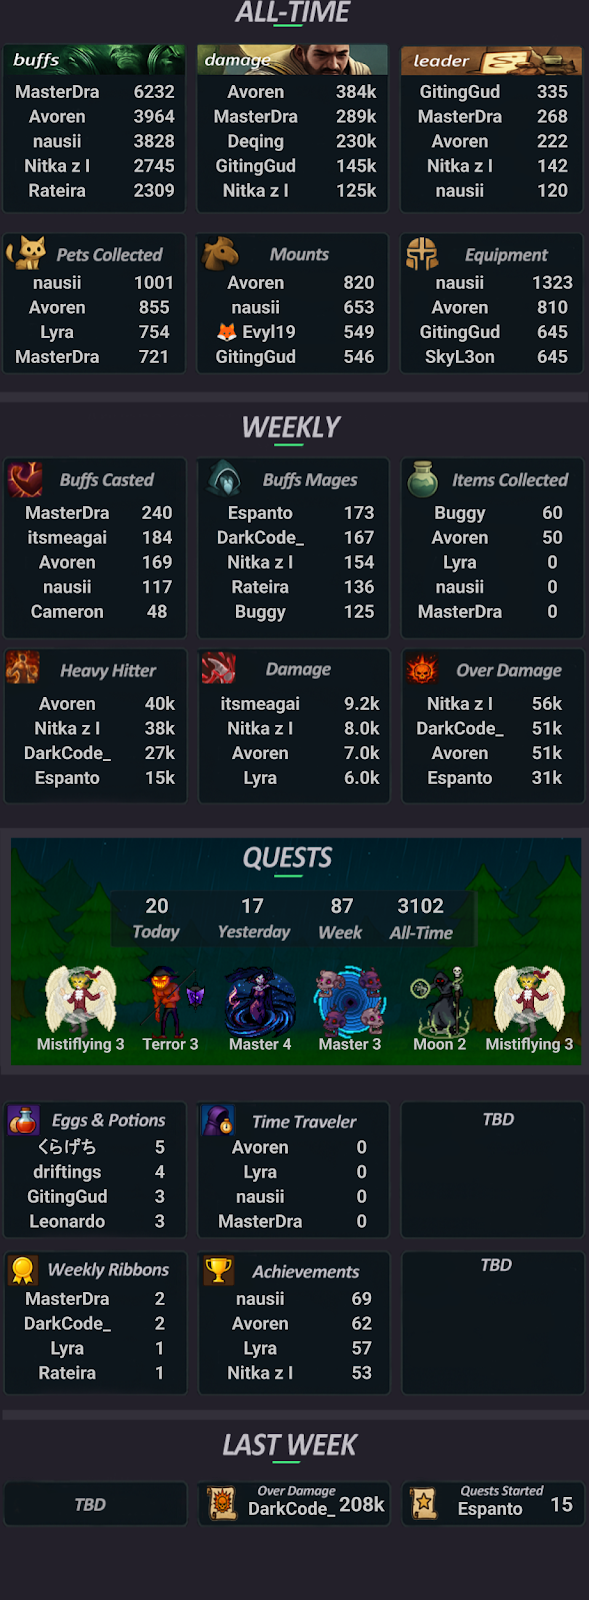 ALL-TIME
buffs
MasterDra 6232
Avoren 3964
nausii 3828
Nitka z I 2745
Rateira 2309
damage
Avoren 384k
MasterDra 289k
Deqing 230k
GitingGud 145k
Nitka z I 125k
leader
GitingGud 335
MasterDra 268
Avoren 222
Nitka z I 142
nausii 120
Pets Collected
nausii 1001
Avoren 855
Lyra 754
MasterDra 721
Mounts
Avoren 820
nausii 653
🦊 Evyl19 549
GitingGud 546
Equipment
nausii 1323
Avoren 810
GitingGud 645
SkyL3on 645
WEEKLY
Buffs Casted
MasterDra 240
itsmeagai 184
Avoren 169
nausii 117
Cameron 48
Buffs Mages
Espanto 173
DarkCode_ 167
Nitka z I 154
Rateira 136
Buggy 125
Items Collected
Buggy 60
Avoren 50
Lyra 0
nausii 0
MasterDra 0
Heavy Hitter
Avoren 40k
Nitka z I 38k
DarkCode_ 27k
Espanto 15k
Damage
itsmeagai 9.2k
Nitka z I 8.0k
Avoren 7.0k
Lyra 6.0k
Over Damage
Nitka z I 56k
DarkCode_ 51k
Avoren 51k
Espanto 31k
QUESTS
20 17 87 3102
Today Yesterday Week All-Time
Mistiflying 3 Terror 3 Master 4 Master 3 Moon 2 Mistiflying 3
Eggs & Potions
くらげち 5
driftings 4
GitingGud 3
Leonardo 3
Time Traveler
Avoren 0
Lyra 0
nausii 0
MasterDra 0
TBD
Weekly Ribbons
MasterDra 2
DarkCode_ 2
Lyra 1
Rateira 1
Achievements
nausii 69
Avoren 62
Lyra 57
Nitka z I 53
TBD
LAST WEEK
TBD
Over Damage
DarkCode_ 208k
Quests Started
Espanto 15